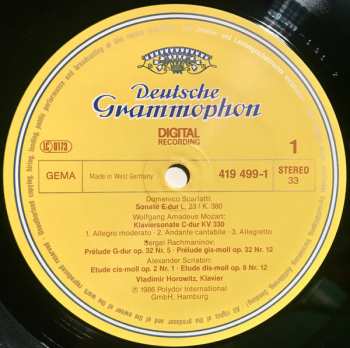 Deutsche
Grammophon
DIGITAL
RECORDING
LC 0173
1
GEMA
Made in West Germany
419 499-1
STEREO
33
Domenico Scarlatti:
Sonate E-dur L. 23 / K. 380
Wolfgang Amadeus Mozart:
Klaviersonate C-dur KV 330
1. Allegro moderato · 2. Andante cantabile · 3. Allegretto
Sergei Rachmaninov:
Prélude G-dur op. 32 Nr. 5 · Prélude gis-moll op. 32 Nr. 12
Alexander Scriabin:
Etude cis-moll op. 2 Nr. 1 · Etude dis-moll op. 8 Nr. 12
Vladimir Horowitz, Klavier
℗ 1986 Polydor International
GmbH, Hamburg